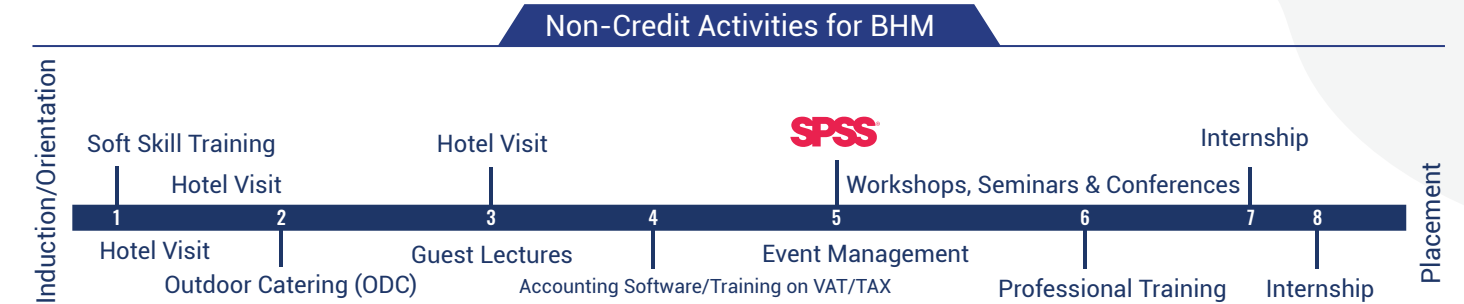 Non-Credit Activities for BHM
Induction/Orientation
Soft Skill Training
Hotel Visit
SPSS
Internship
Hotel Visit
Workshops, Seminars & Conferences
1 2 3 4 5 6 7 8
Hotel Visit
Guest Lectures
Event Management
Outdoor Catering (ODC)
Accounting Software/Training on VAT/TAX
Professional Training
Internship
Placement